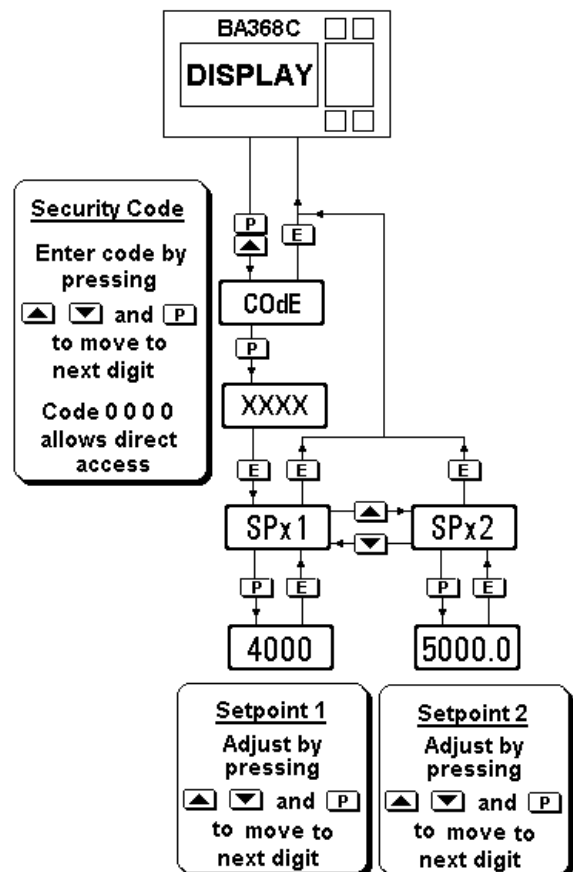 BA368C
DISPLAY
Security Code
Enter code by
pressing
▲ ▼ and P
to move to
next digit
Code 0 0 0 0
allows direct
access
P
▲
E
COdE
P
XXXX
E
E
E
SPx1
▲
▼
SPx2
P
E
P
E
4000
5000.0
Setpoint 1
Adjust by
pressing
▲ ▼ and P
to move to
next digit
Setpoint 2
Adjust by
pressing
▲ ▼ and P
to move to
next digit